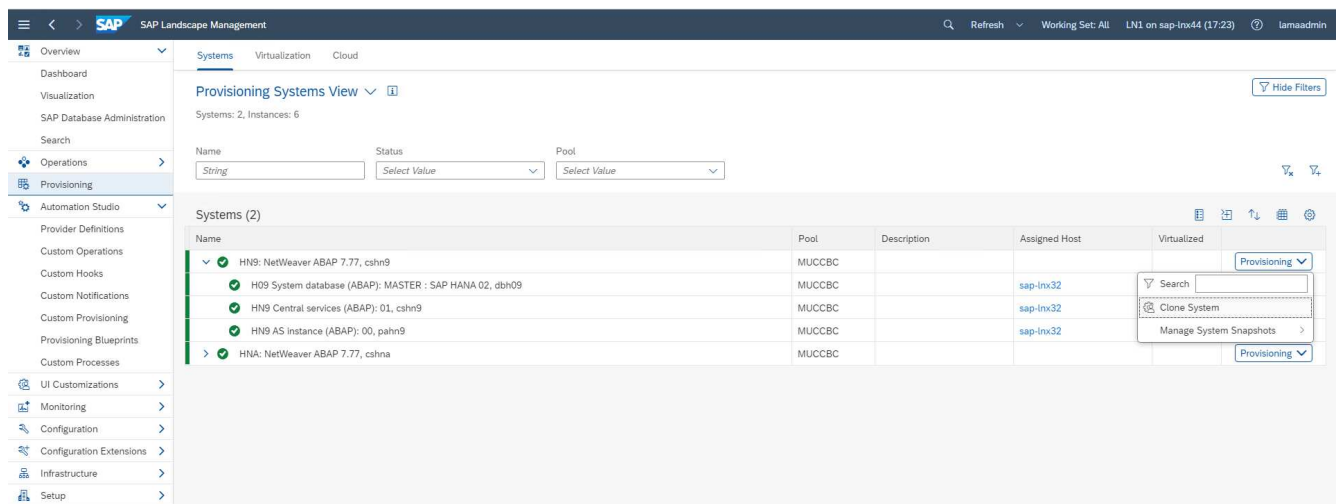 SAP SAP Landscape Management Refresh Working Set: All LN1 on sap-lnx44 (17:23) lamaadmin
Overview
Dashboard
Visualization
SAP Database Administration
Search
Operations
Provisioning
Automation Studio
Provider Definitions
Custom Operations
Custom Hooks
Custom Notifications
Custom Provisioning
Provisioning Blueprints
Custom Processes
UI Customizations
Monitoring
Configuration
Configuration Extensions
Infrastructure
Setup
Systems Virtualization Cloud
Provisioning Systems View
Hide Filters
Systems: 2, Instances: 6
Name Status Pool
String Select Value Select Value
Systems (2)
Name Pool Description Assigned Host Virtualized
HN9: NetWeaver ABAP 7.77, cshn9 MUCCBC Provisioning
H09 System database (ABAP): MASTER : SAP HANA 02, dbh09 MUCCBC sap-lnx32
HN9 Central services (ABAP): 01, cshn9 MUCCBC sap-lnx32
HN9 AS instance (ABAP): 00, pahn9 MUCCBC sap-lnx32
HNA: NetWeaver ABAP 7.77, cshna MUCCBC Provisioning
Search
Clone System
Manage System Snapshots